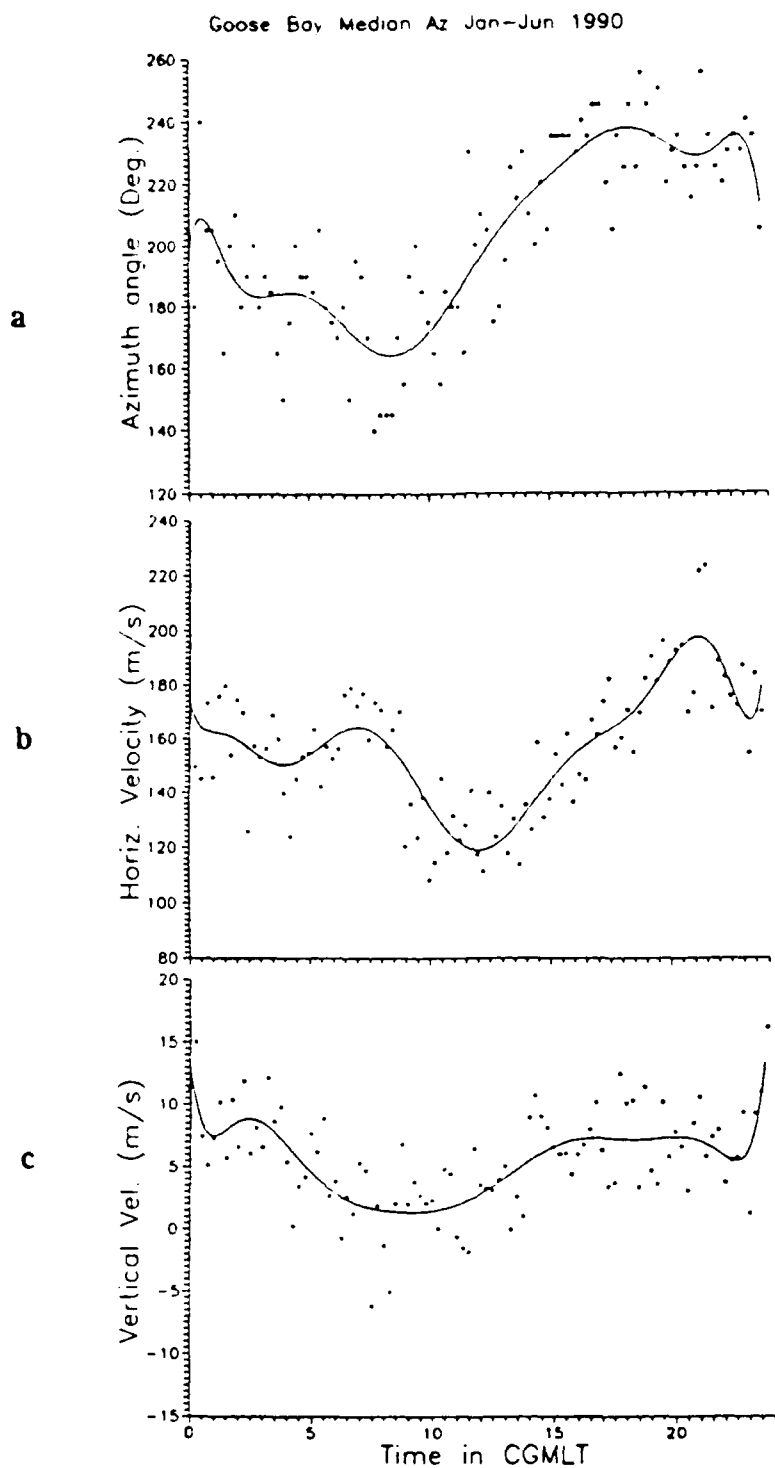 Goose Bay Median Az Jan-Jun 1990
a
Azimuth angle (Deg.)
260
240
220
200
180
160
140
120
b
Horiz. Velocity (m/s)
240
220
200
180
160
140
120
100
80
c
Vertical Vel. (m/s)
20
15
10
5
0
-5
-10
-15
0 5 10 15 20
Time in CGMLT